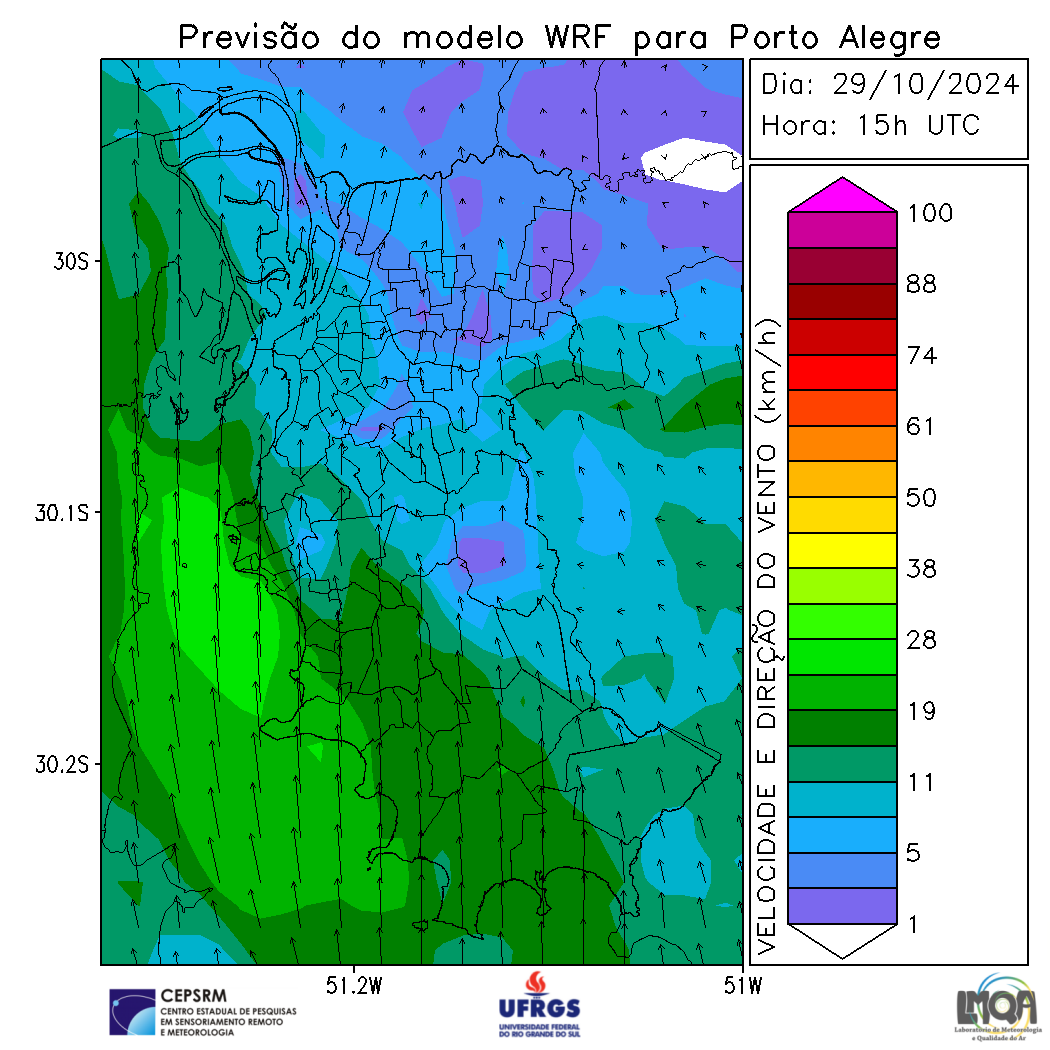 Previsão do modelo WRF para Porto Alegre
Dia: 29/10/2024
Hora: 15h UTC
VELOCIDADE E DIREÇÃO DO VENTO (km/h)
100
88
74
61
50
38
28
19
11
5
1
30S
30.1S
30.2S
51.2W
51W
CEPSRM
CENTRO ESTADUAL DE PESQUISAS
EM SENSORIAMENTO REMOTO
E METEOROLOGIA
UFRGS
UNIVERSIDADE FEDERAL
DO RIO GRANDE DO SUL
LMQA
Laboratório de Meteorologia
e Qualidade do Ar